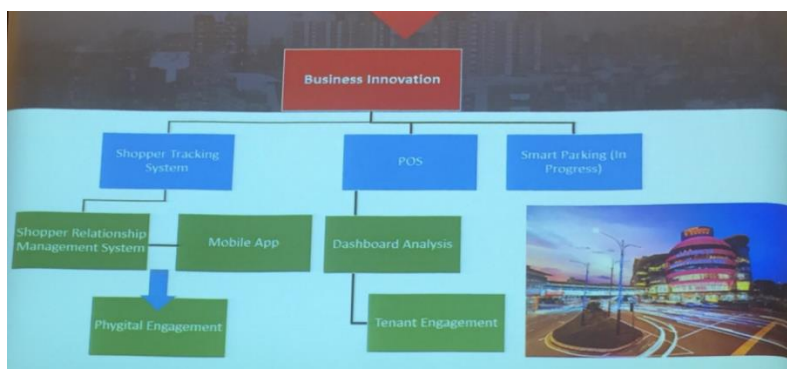 Business Innovation
Shopper Tracking
System
POS
Smart Parking (In
Progress)
Shopper Relationship
Management System
Mobile App
Dashboard Analysis
Phygital Engagement
Tenant Engagement